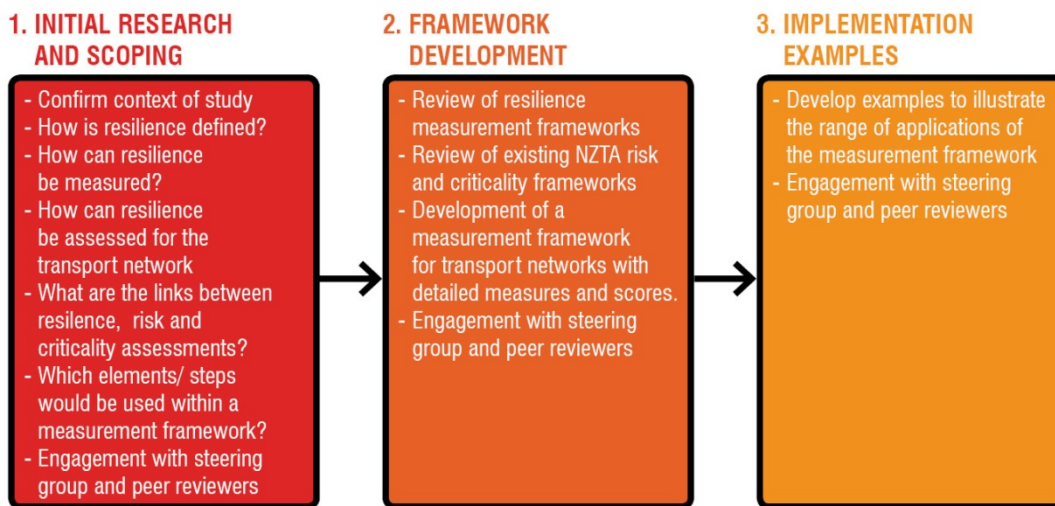 1. INITIAL RESEARCH
AND SCOPING
- Confirm context of study
- How is resilience defined?
- How can resilience
be measured?
- How can resilience
be assessed for the
transport network
- What are the links between
resilence, risk and
criticality assessments?
- Which elements/ steps
would be used within a
measurement framework?
- Engagement with steering
group and peer reviewers
2. FRAMEWORK
DEVELOPMENT
- Review of resilience
measurement frameworks
- Review of existing NZTA risk
and criticality frameworks
- Development of a
measurement framework
for transport networks with
detailed measures and scores.
- Engagement with steering
group and peer reviewers
3. IMPLEMENTATION
EXAMPLES
- Develop examples to illustrate
the range of applications of
the measurement framework
- Engagement with steering
group and peer reviewers